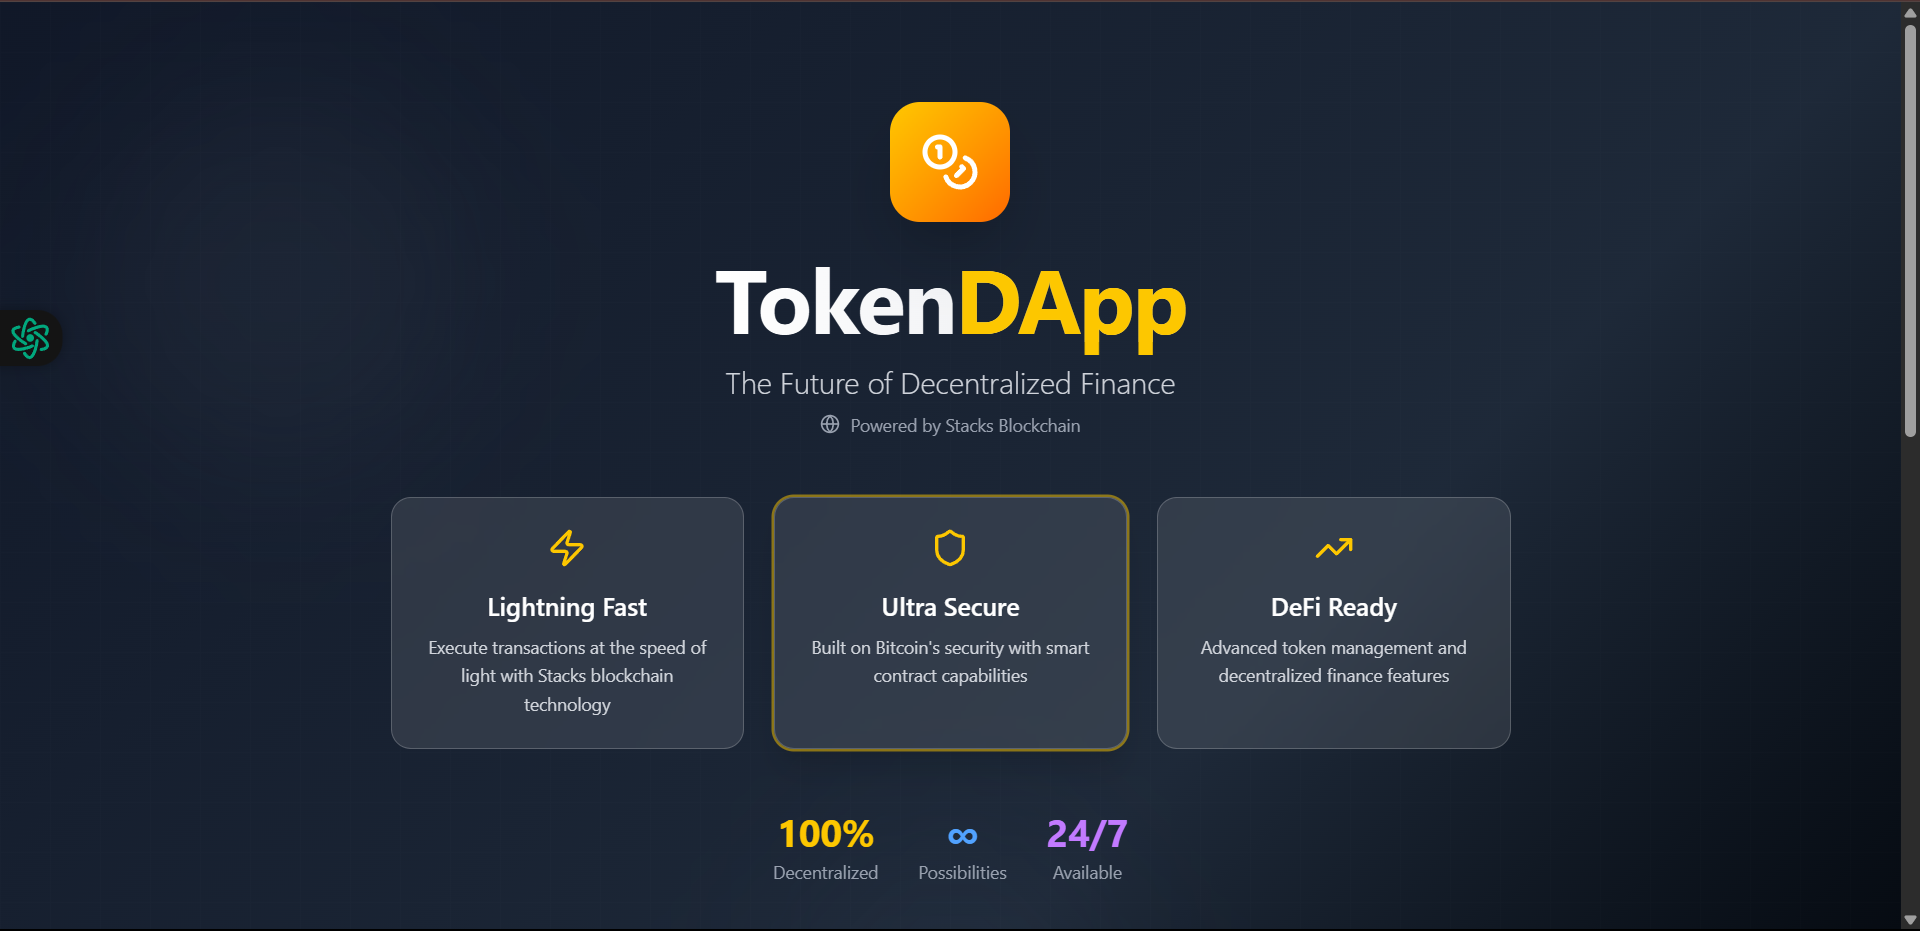 TokenDApp
The Future of Decentralized Finance
Powered by Stacks Blockchain
Lightning Fast
Execute transactions at the speed of
light with Stacks blockchain
technology
Ultra Secure
Built on Bitcoin's security with smart
contract capabilities
DeFi Ready
Advanced token management and
decentralized finance features
100%
Decentralized
∞
Possibilities
24/7
Available